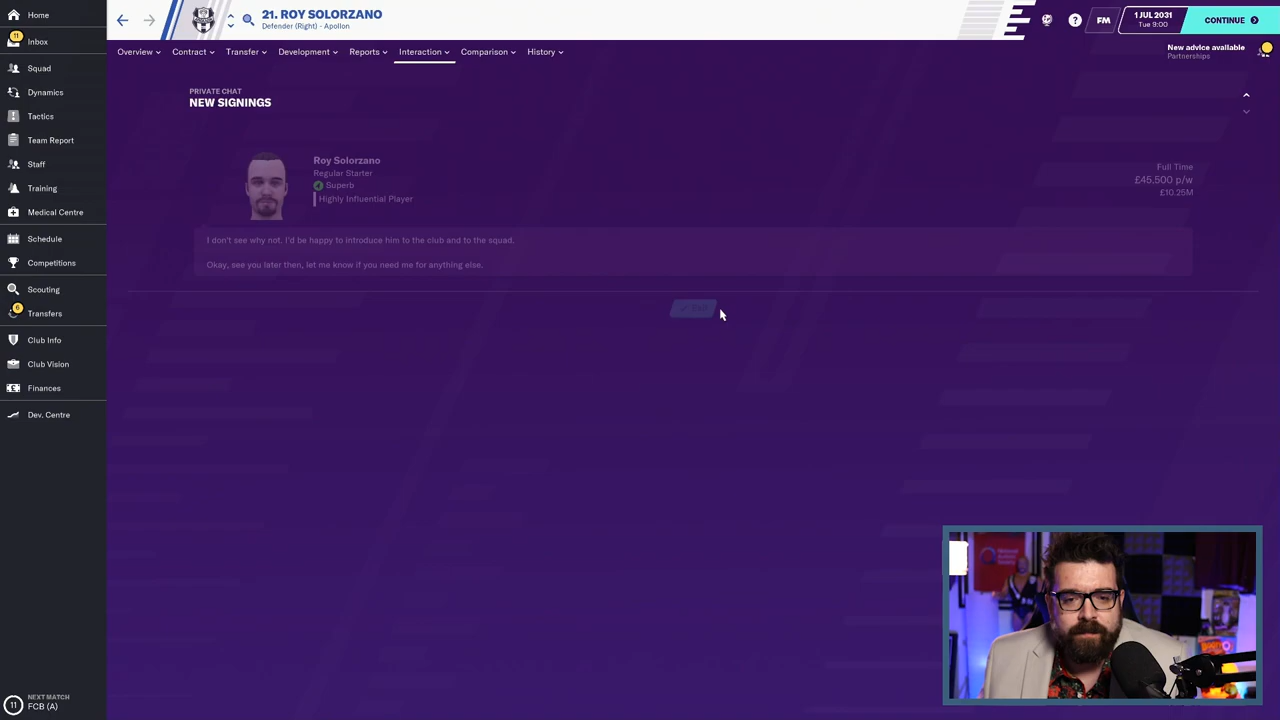 21. ROY SOLORZANO
Defender (Right) - Apollon
1 JUL 2031
Tue 9:00
CONTINUE
FM
?
Home
11
Inbox
Squad
Dynamics
Tactics
Team Report
Staff
Training
Medical Centre
Schedule
Competitions
Scouting
6
Transfers
Club Info
Club Vision
Finances
Dev. Centre
11
NEXT MATCH
FCB (A)
Overview
Contract
Transfer
Development
Reports
Interaction
Comparison
History
New advice available
Partnerships
PRIVATE CHAT
NEW SIGNINGS
Roy Solorzano
Regular Starter
Superb
Highly Influential Player
Full Time
£45,500 p/w
£10.25M
I don't see why not. I'd be happy to introduce him to the club and to the squad.
Okay, see you later then, let me know if you need me for anything else.